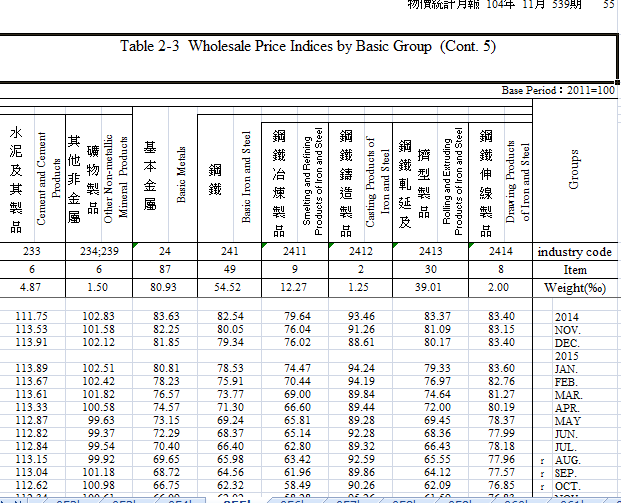 物價統計月報 104年 11月 539期 55
Table 2-3 Wholesale Price Indices by Basic Group (Cont. 5)
Base Period：2011=100
水泥及其製品 Cement and Cement Products
其他非金屬礦物製品 Other Non-metallic Mineral Products
基本金屬 Basic Metals
鋼鐵 Basic Iron and Steel
鋼鐵冶煉製品 Smelting and Refining Products of Iron and Steel
鋼鐵鑄造製品 Casting Products of Iron and Steel
鋼鐵軋延及擠型製品 Rolling and Extruding Products of Iron and Steel
鋼鐵伸線製品 Drawing Products of Iron and Steel
Groups
233 234;239 24 241 2411 2412 2413 2414 industry code
6 6 87 49 9 2 30 8 Item
4.87 1.50 80.93 54.52 12.27 1.25 39.01 2.00 Weight(‰)
111.75 102.83 83.63 82.54 79.64 93.46 83.37 83.40 2014
113.53 101.58 82.25 80.05 76.04 91.26 81.09 83.15 NOV.
113.91 102.12 81.85 79.34 76.02 88.61 80.17 83.40 DEC.
2015
113.89 102.51 80.81 78.53 74.47 94.24 79.33 83.60 JAN.
113.67 102.42 78.23 75.91 70.44 94.19 76.97 82.76 FEB.
113.61 101.82 76.57 73.77 69.00 89.84 74.64 81.27 MAR.
113.33 100.58 74.57 71.30 66.60 89.44 72.00 80.19 APR.
112.87 99.63 73.15 69.24 65.81 89.28 69.45 78.37 MAY
112.82 99.37 72.29 68.37 65.14 92.28 68.36 77.99 JUN.
112.84 99.54 70.40 66.40 62.80 89.32 66.43 78.18 JUL.
113.15 99.92 69.65 65.98 63.42 92.59 65.55 77.96 r AUG.
113.04 101.18 68.72 64.56 61.96 89.86 64.12 77.57 r SEP.
112.62 100.98 66.75 62.32 58.49 90.26 62.09 76.85 r OCT.